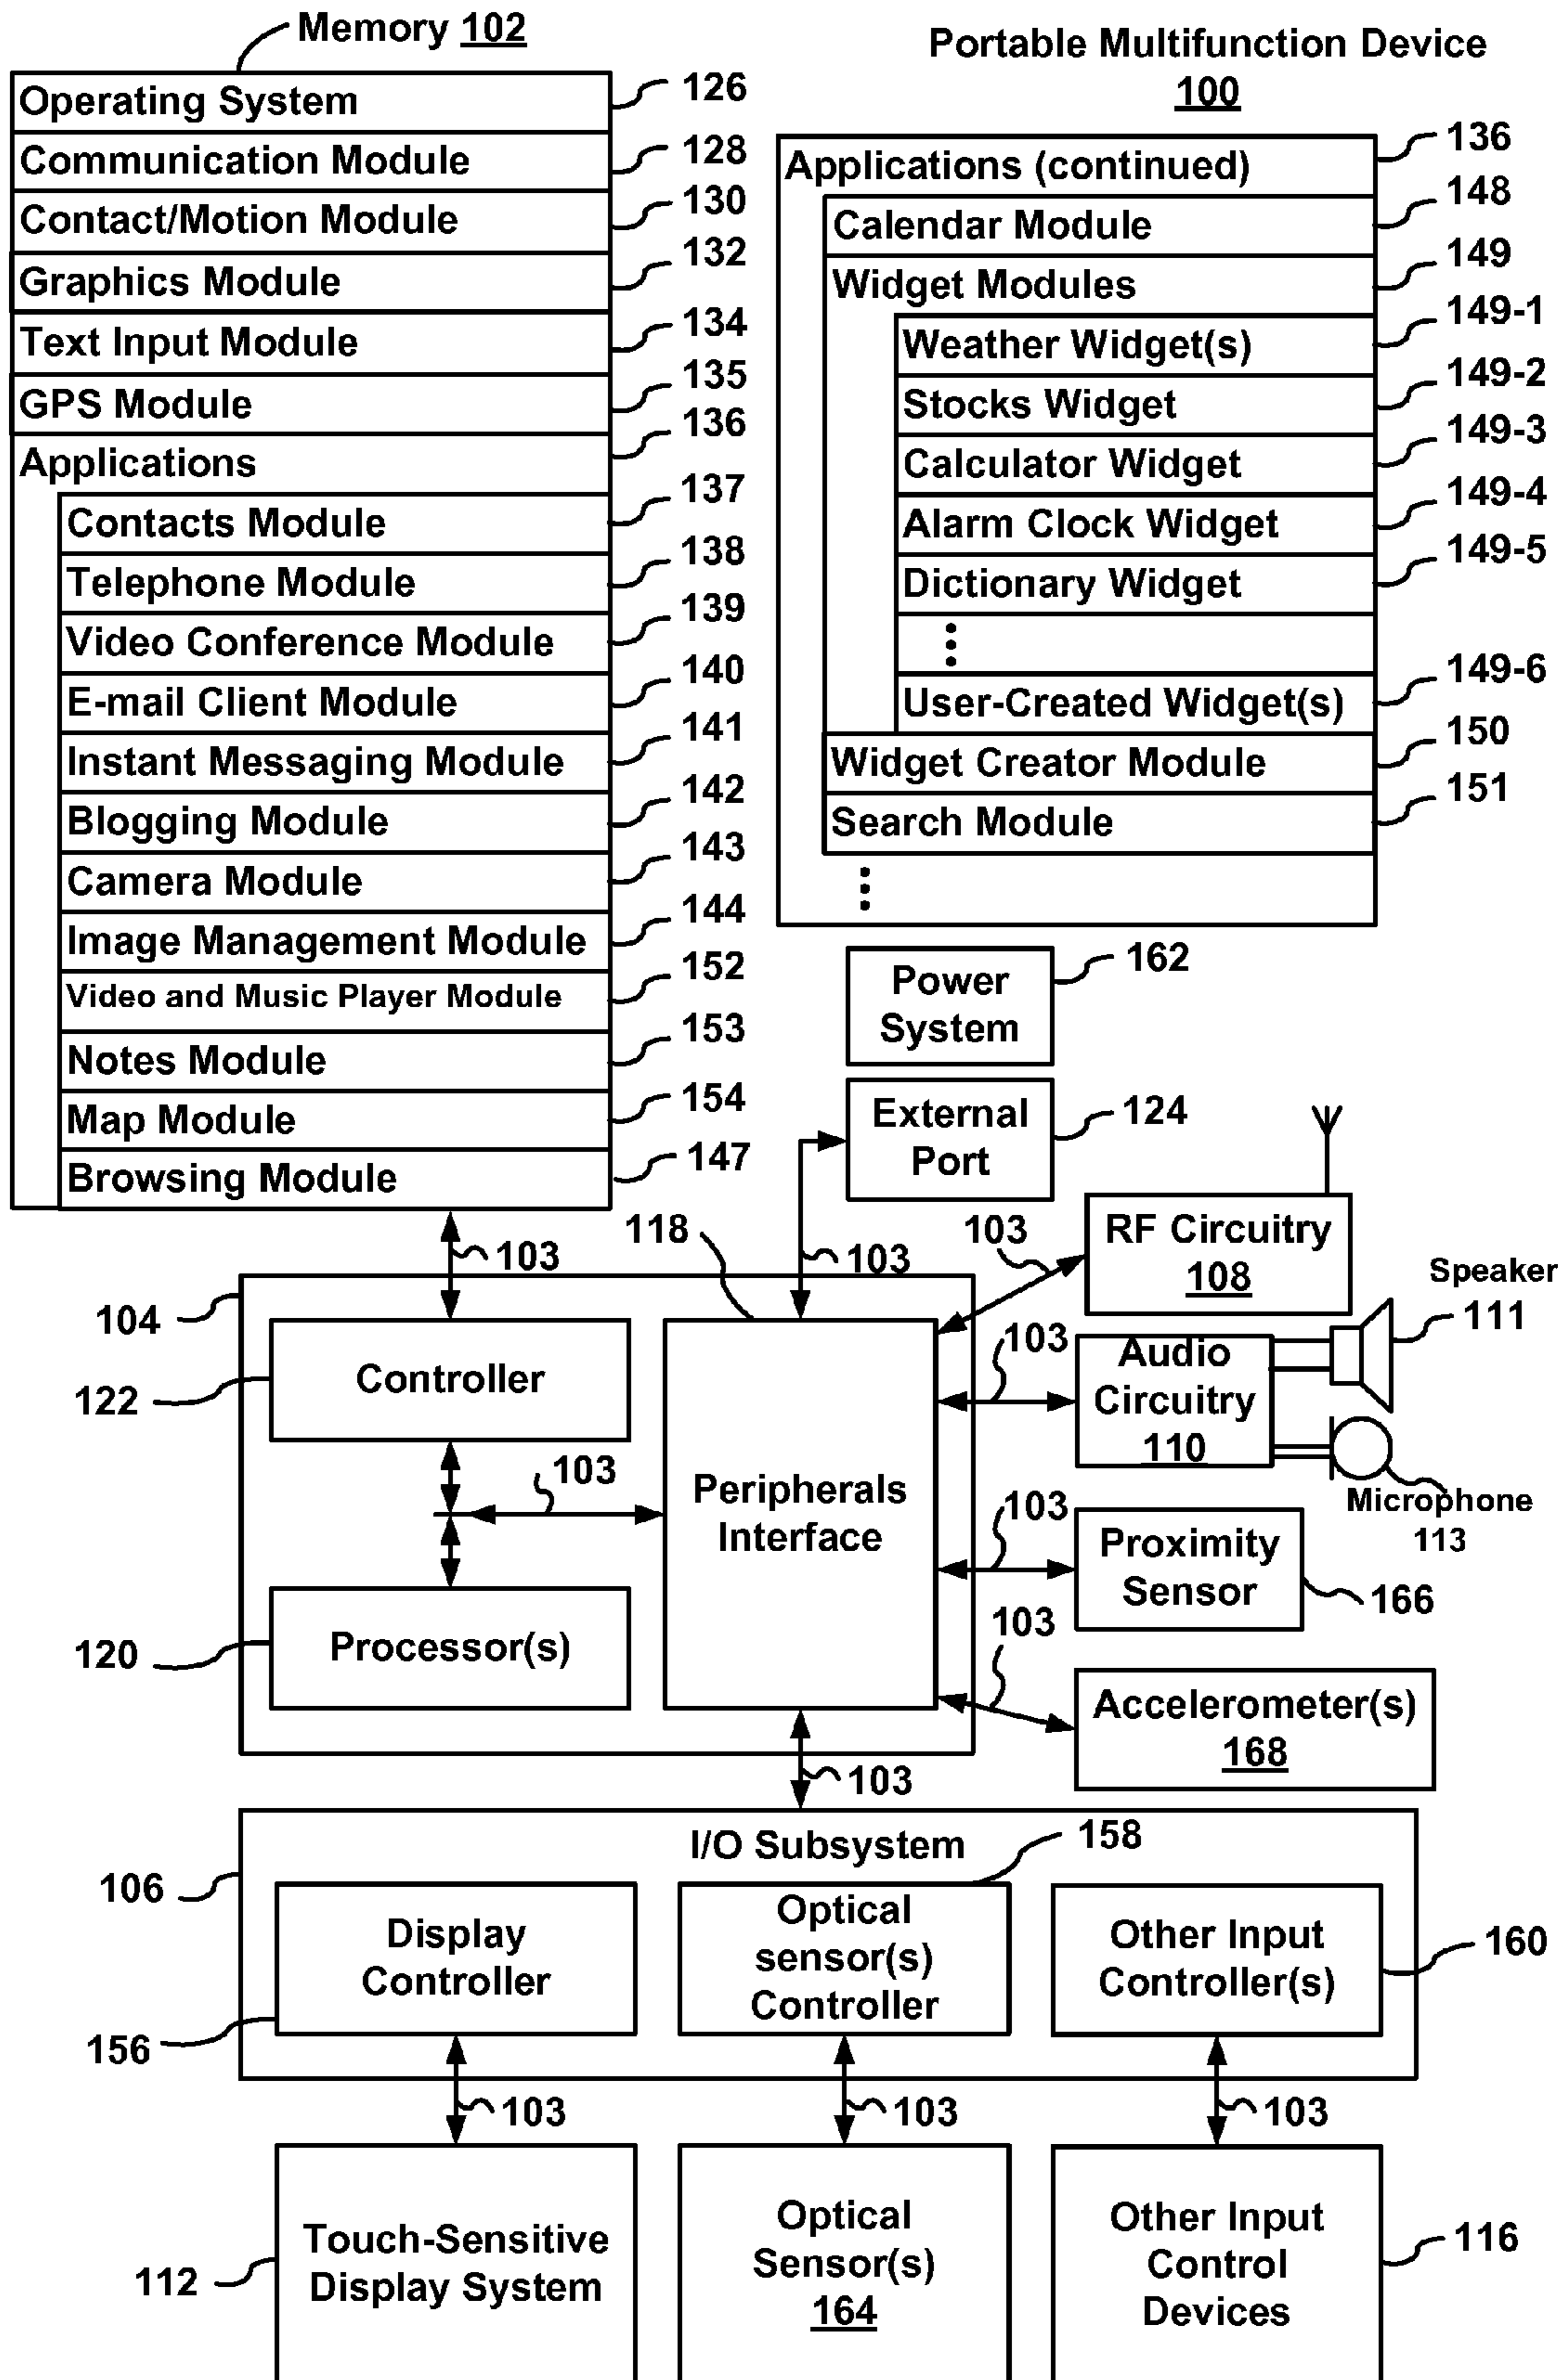 Memory 102
Operating System
126
Communication Module
128
Contact/Motion Module
130
Graphics Module
132
Text Input Module
134
GPS Module
135
Applications
136
Contacts Module
137
Telephone Module
138
Video Conference Module
139
E-mail Client Module
140
Instant Messaging Module
141
Blogging Module
142
Camera Module
143
Image Management Module
144
Video and Music Player Module
152
Notes Module
153
Map Module
154
Browsing Module
147
Portable Multifunction Device
100
Applications (continued)
136
Calendar Module
148
Widget Modules
149
Weather Widget(s)
149-1
Stocks Widget
149-2
Calculator Widget
149-3
Alarm Clock Widget
149-4
Dictionary Widget
149-5
User-Created Widget(s)
149-6
Widget Creator Module
150
Search Module
151
Power
System
162
External
Port
124
103
118
103
103
RF Circuitry
108
Speaker
111
104
Controller
122
103
Audio
Circuitry
110
Microphone
113
103
Peripherals
Interface
103
Proximity
Sensor
166
Processor(s)
120
103
Accelerometer(s)
168
103
I/O Subsystem
106
158
Display
Controller
156
Optical
sensor(s)
Controller
Other Input
Controller(s)
160
103
103
103
Touch-Sensitive
Display System
112
Optical
Sensor(s)
164
Other Input
Control
Devices
116